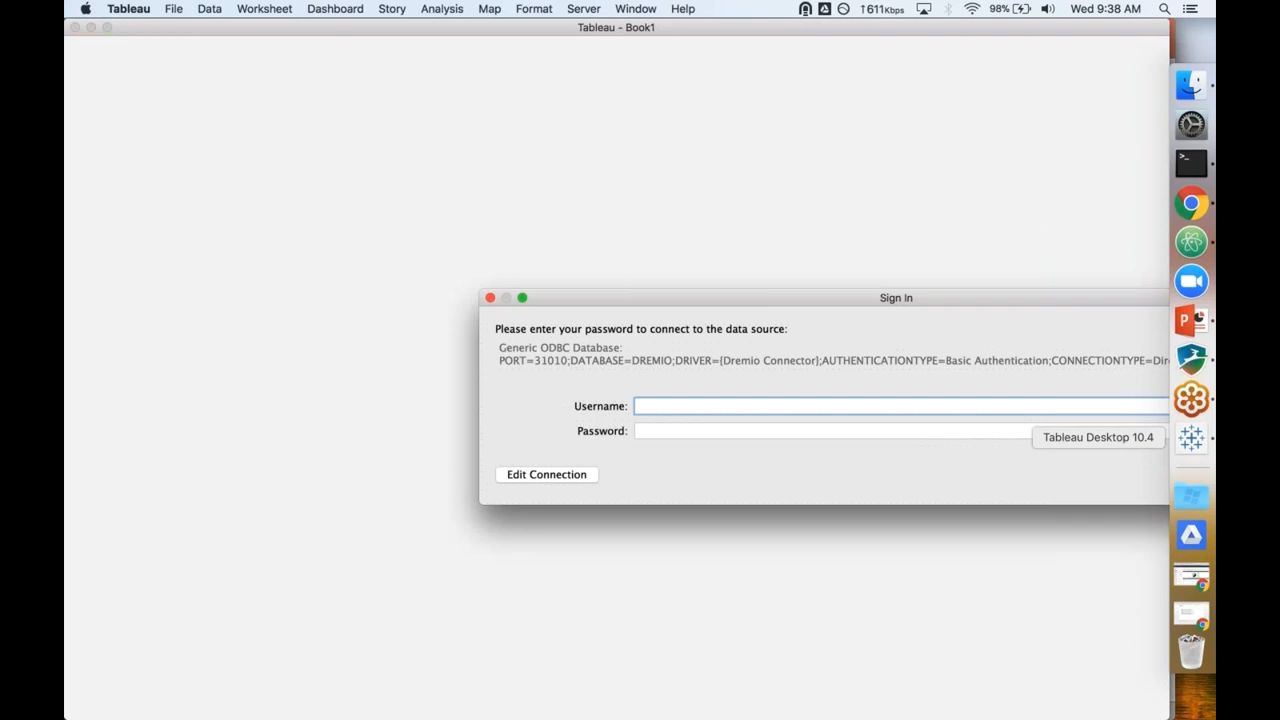 Tableau File Data Worksheet Dashboard Story Analysis Map Format Server Window Help ↑611Kbps 98% Wed 9:38 AM
Tableau - Book1
Sign In
Please enter your password to connect to the data source:
Generic ODBC Database:
PORT=31010;DATABASE=DREMIO;DRIVER={Dremio Connector};AUTHENTICATIONTYPE=Basic Authentication;CONNECTIONTYPE=Dir
Username:
Password:
Tableau Desktop 10.4
Edit Connection